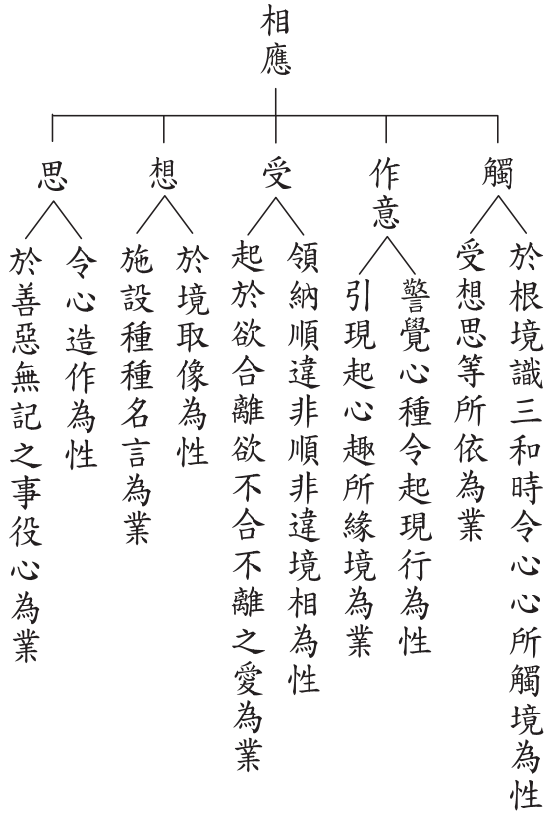 相應
觸
於根境識三和時令心心所觸境為性
受想思等所依為業
作意
警覺心種令起現行為性
引現起心趣所緣境為業
受
領納順違非順非違境相為性
起於欲合離欲不合不離之愛為業
想
於境取像為性
施設種種名言為業
思
令心造作為性
於善惡無記之事役心為業